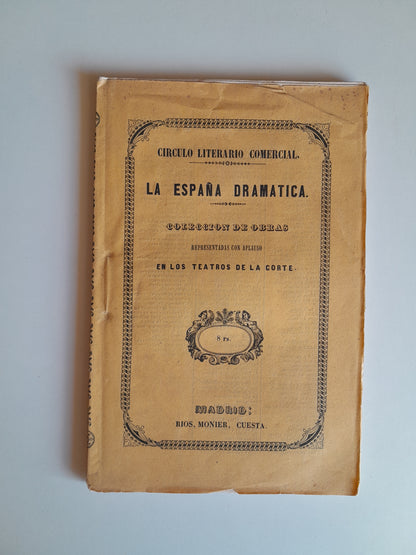 CIRCULO LITERARIO COMERCIAL.
LA ESPAÑA DRAMATICA.
COLECCION DE OBRAS
REPRESENTADAS CON APLAUSO
EN LOS TEATROS DE LA CORTE.
8 rs.
MADRID:
RIOS, MONIER, CUESTA.